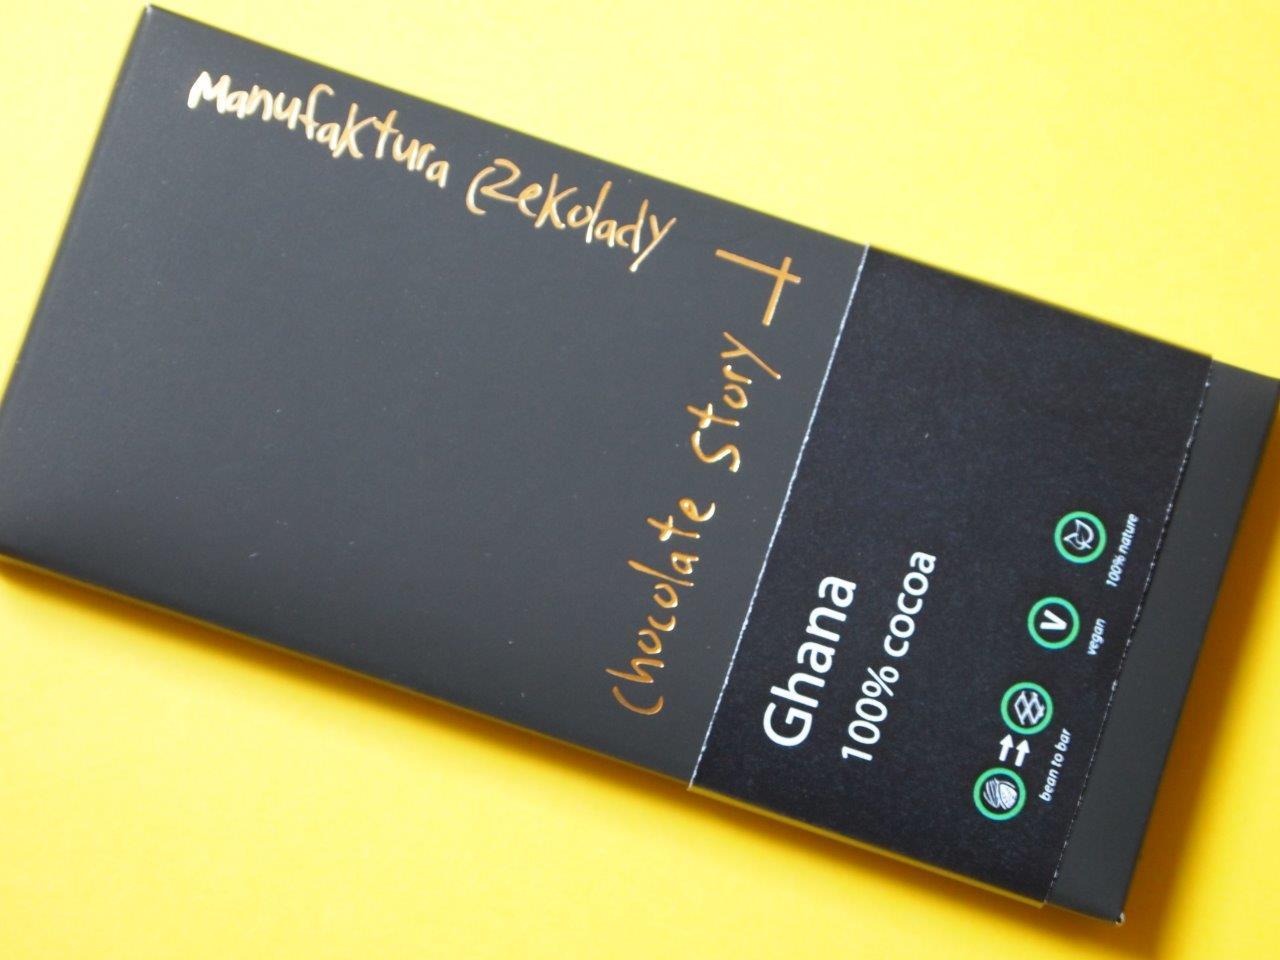 Manufaktura Czekolady
Chocolate Story
Ghana
100% cocoa
bean to bar
V
vegan
100% nature